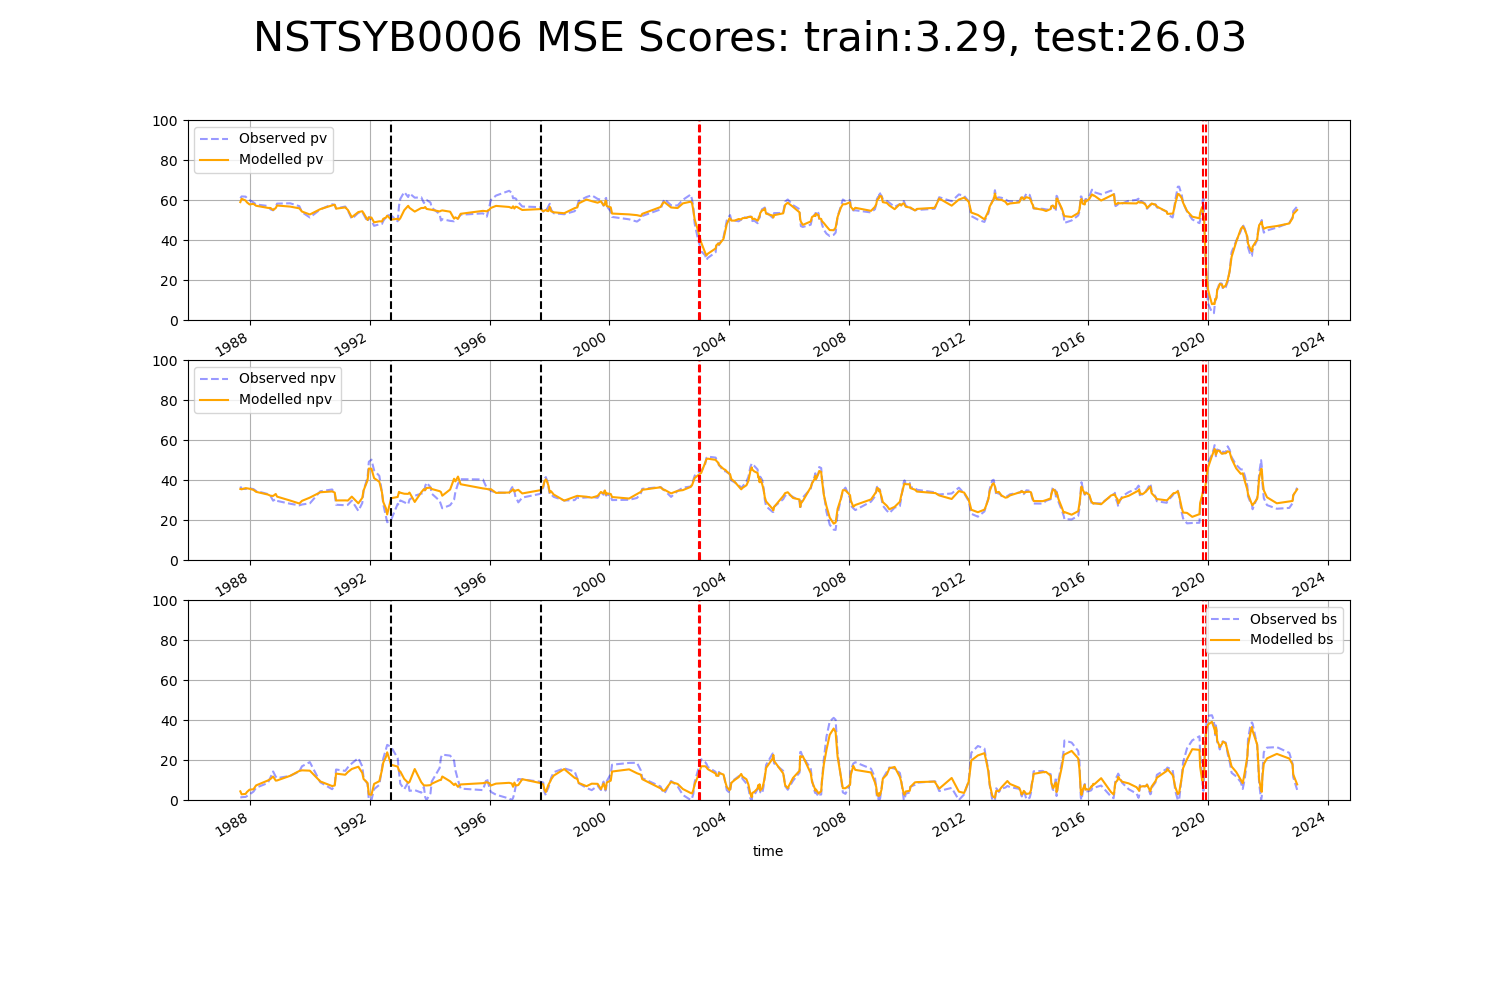 NSTSYB0006 MSE Scores: train:3.29, test:26.03
100
80
60
40
20
0
Observed pv
Modelled pv
1988 1992 1996 2000 2004 2008 2012 2016 2020 2024
100
80
60
40
20
0
Observed npv
Modelled npv
1988 1992 1996 2000 2004 2008 2012 2016 2020 2024
100
80
60
40
20
0
Observed bs
Modelled bs
1988 1992 1996 2000 2004 2008 2012 2016 2020 2024
time